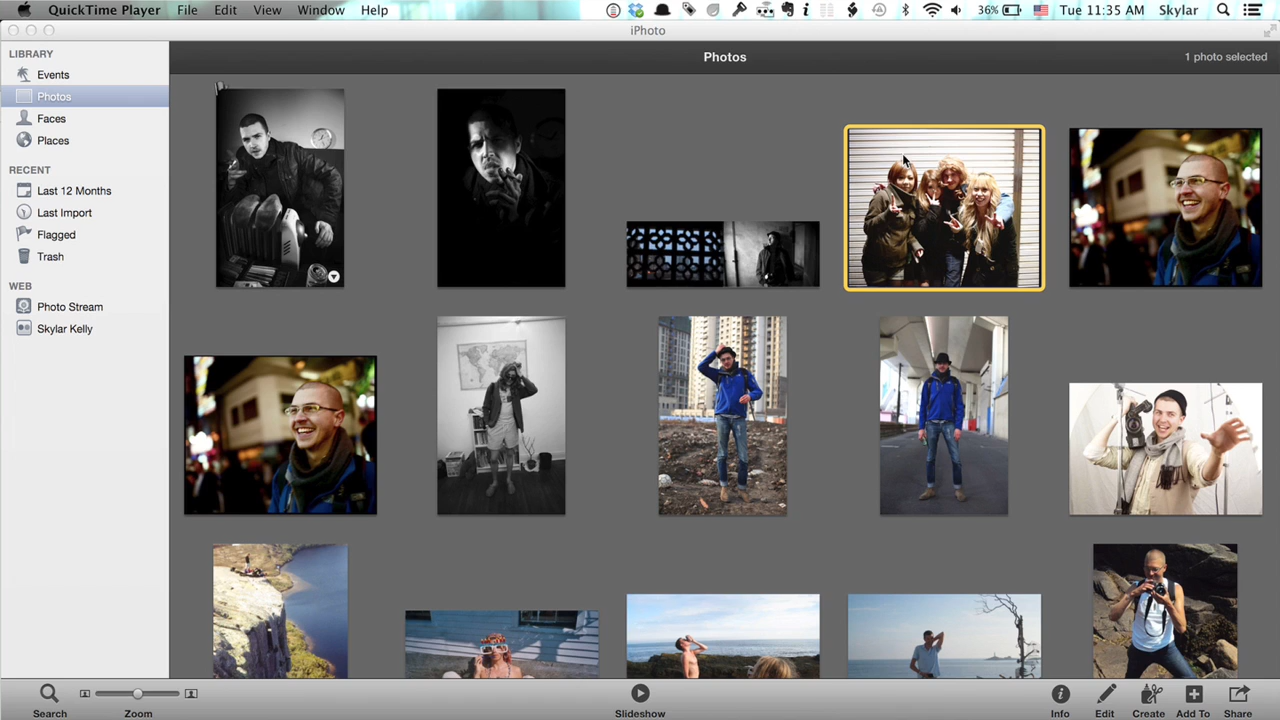 QuickTime Player File Edit View Window Help 36% Tue 11:35 AM Skylar
iPhoto
LIBRARY
Events
Photos
Faces
Places
RECENT
Last 12 Months
Last Import
Flagged
Trash
WEB
Photo Stream
Skylar Kelly
Photos
1 photo selected
Search
Zoom
Slideshow
Info
Edit
Create
Add To
Share